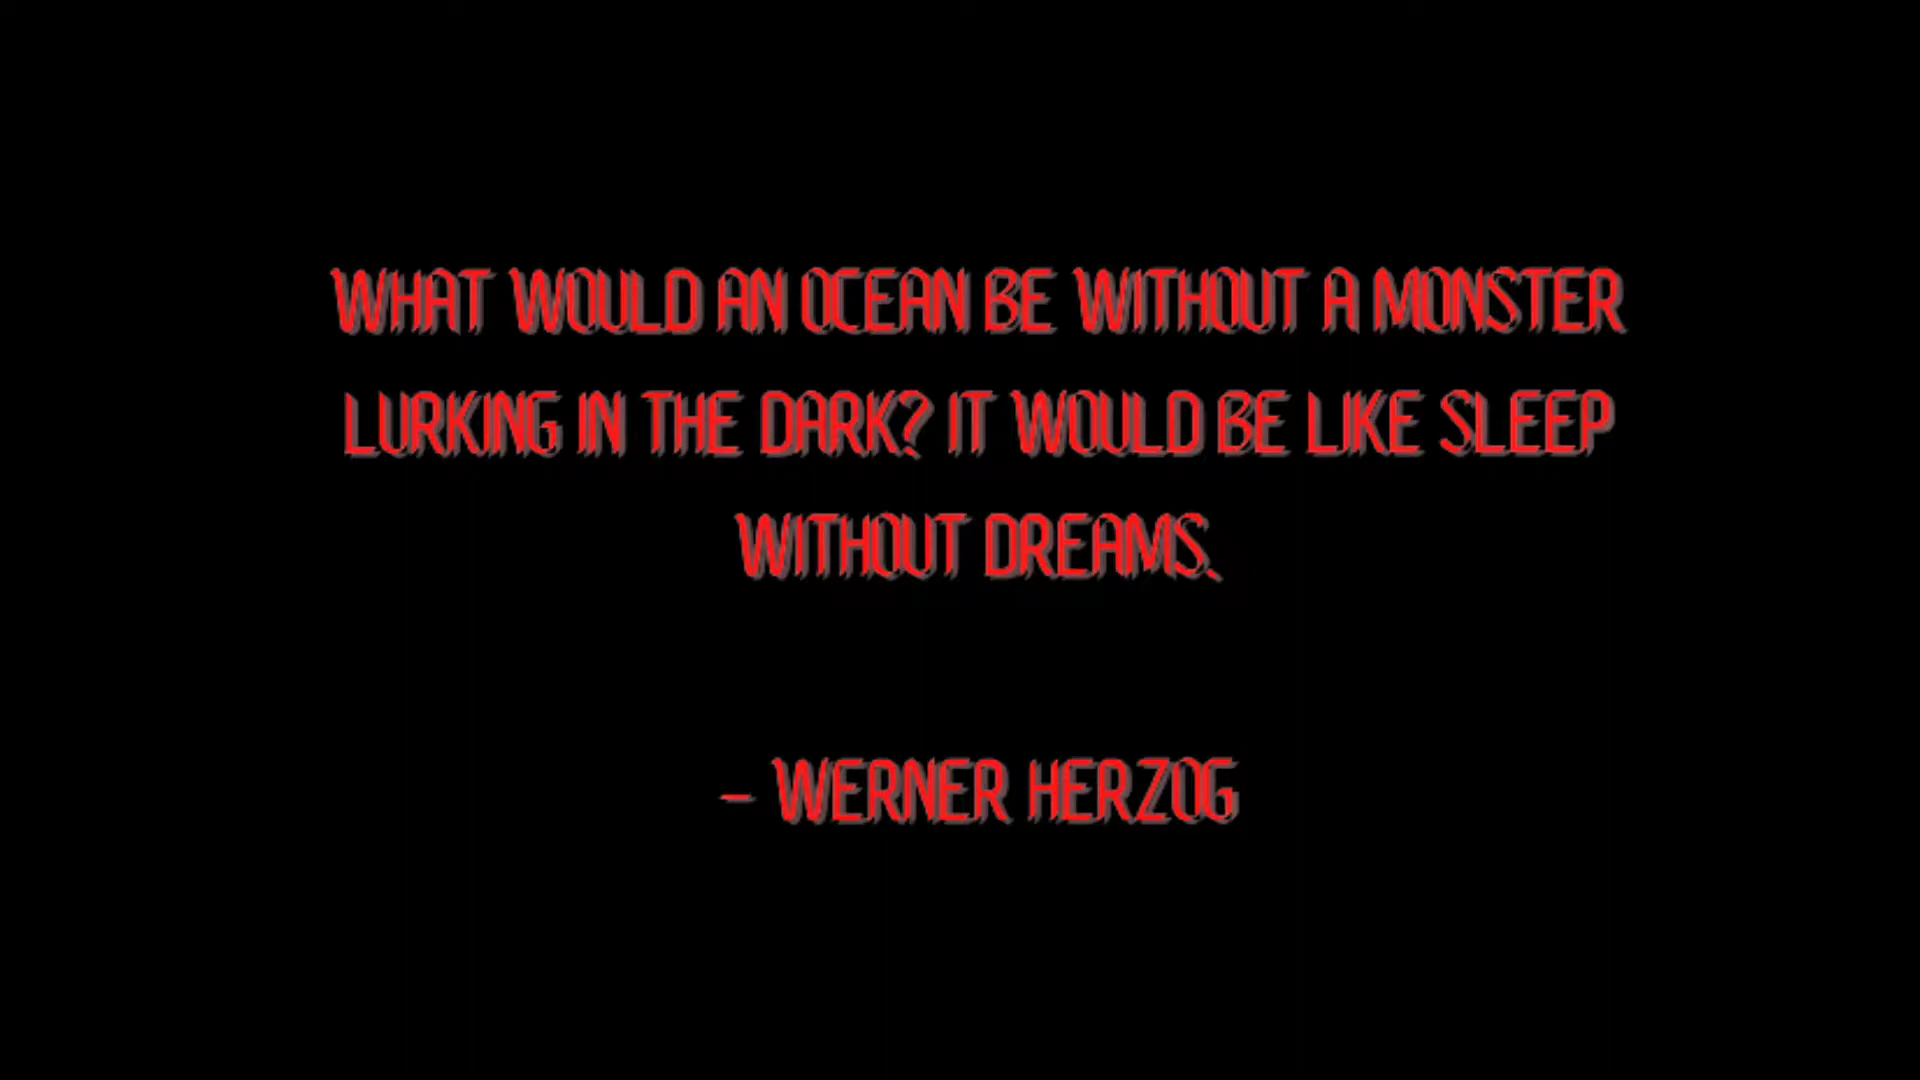 WHAT WOULD AN OCEAN BE WITHOUT A MONSTER
LURKING IN THE DARK? IT WOULD BE LIKE SLEEP
WITHOUT DREAMS.
- WERNER HERZOG